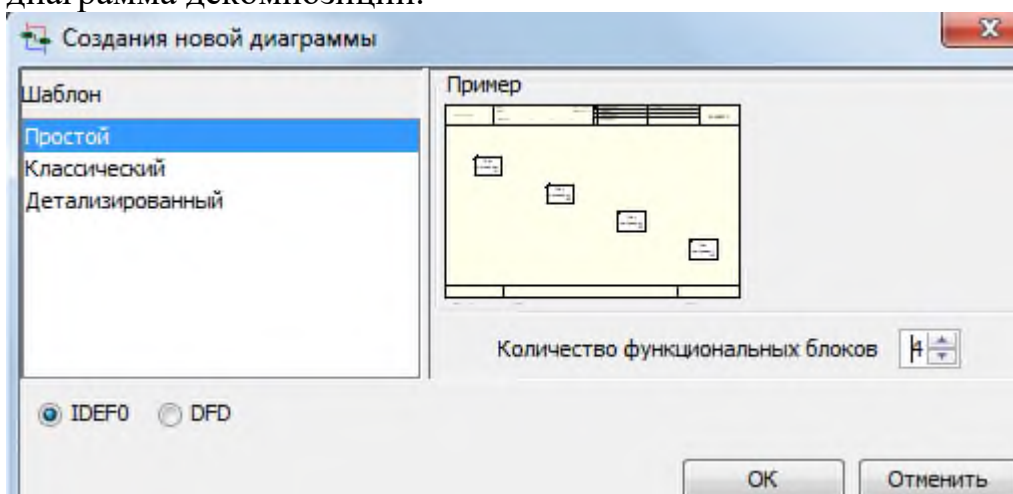 диаграмма декомпозиции.
Создания новой диаграммы
Шаблон
Простой
Классический
Детализированный
Пример
Количество функциональных блоков 4
IDEF0 DFD
OK Отменить